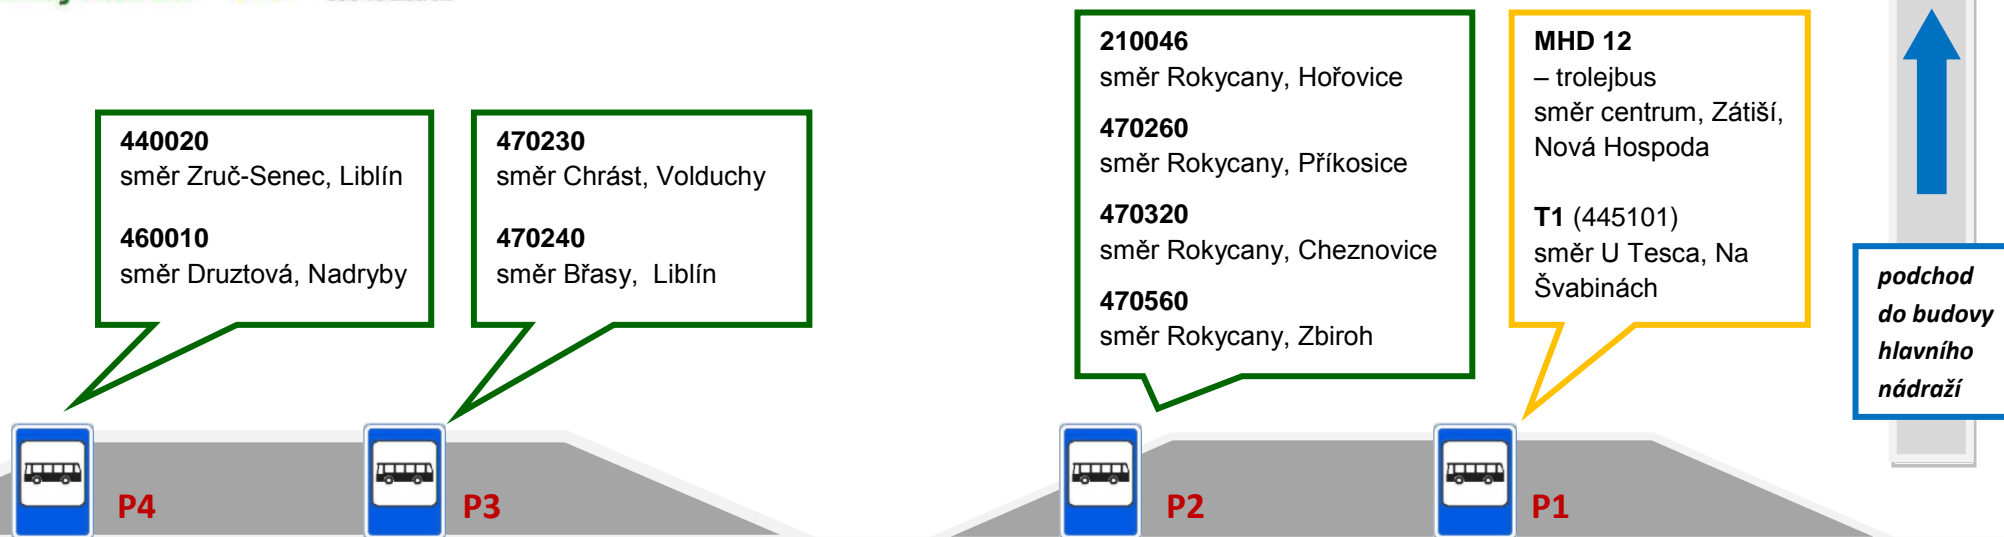 440020
směr Zruč-Senec, Liblín
460010
směr Druztová, Nadryby
470230
směr Chrást, Volduchy
470240
směr Břasy, Liblín
210046
směr Rokycany, Hořovice
470260
směr Rokycany, Příkosice
470320
směr Rokycany, Cheznovice
470560
směr Rokycany, Zbiroh
MHD 12
– trolejbus
směr centrum, Zátiší,
Nová Hospoda
T1 (445101)
směr U Tesca, Na
Švabinách
podchod
do budovy
hlavního
nádraží
P4
P3
P2
P1